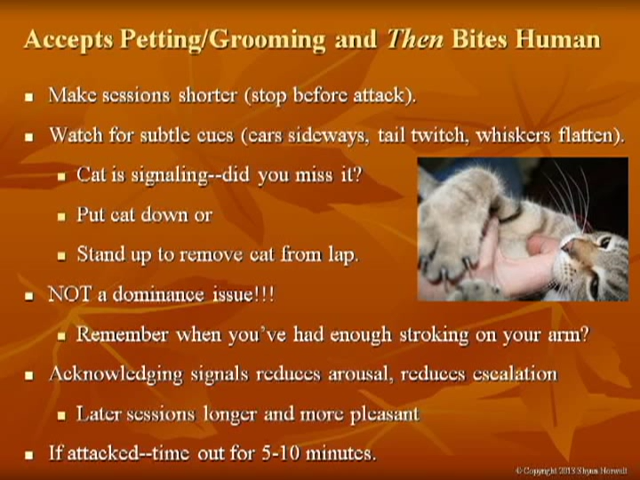 Accepts Petting/Grooming and Then Bites Human
Make sessions shorter (stop before attack).
Watch for subtle cues (ears sideways, tail twitch, whiskers flatten).
Cat is signaling--did you miss it?
Put cat down or
Stand up to remove cat from lap.
NOT a dominance issue!!!
Remember when you've had enough stroking on your arm?
Acknowledging signals reduces arousal, reduces escalation
Later sessions longer and more pleasant
If attacked--time out for 5-10 minutes.
© Copyright 2013